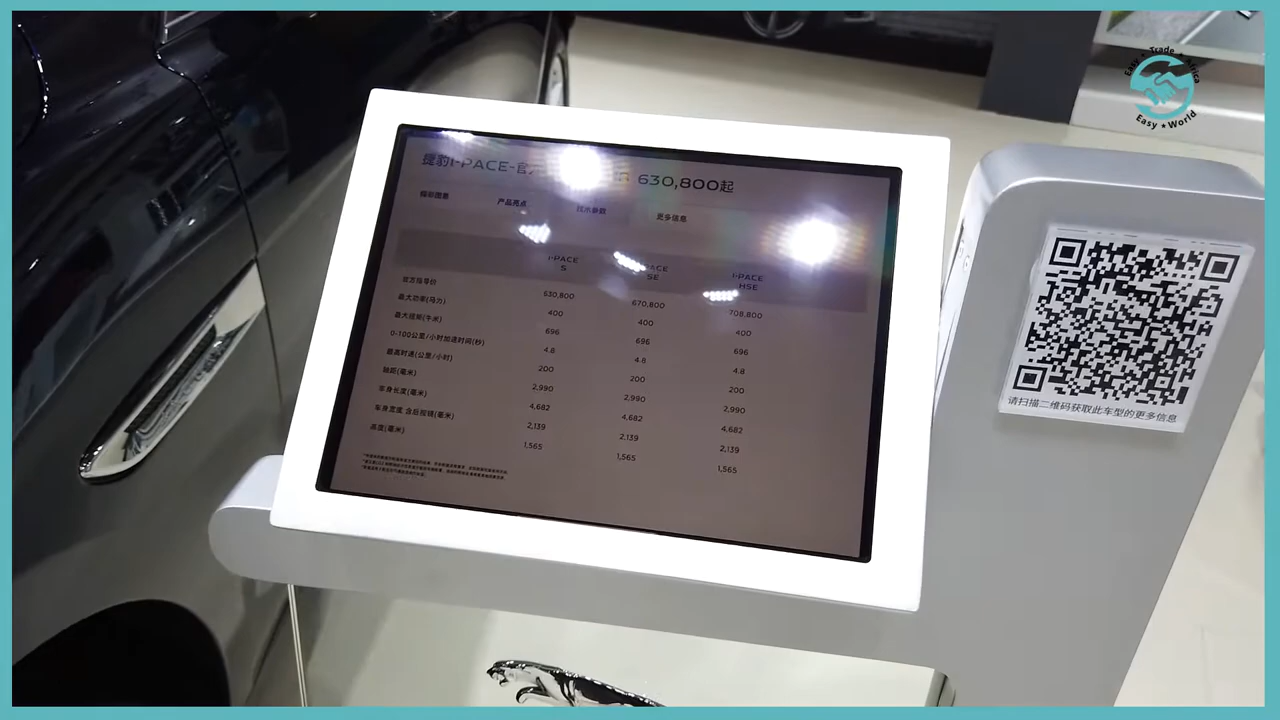 Easy ★ Trade ★ Africa
Easy ★ World
捷豹I-PACE-官 630,800起
产品亮点 技术参数 更多信息
I-PACE I-PACE I-PACE
S SE HSE
官方指导价 630,800 670,800 708,800
最大功率(马力) 400 400 400
最大扭矩(牛米) 696 696 696
0-100公里/小时加速时间(秒) 4.8 4.8 4.8
最高时速(公里/小时) 200 200 200
轴距(毫米) 2,990 2,990 2,990
车身长度(毫米) 4,682 4,682 4,682
车身宽度 含后视镜(毫米) 2,139 2,139 2,139
高度(毫米) 1,565 1,565 1,565
请扫描二维码获取此车型的更多信息